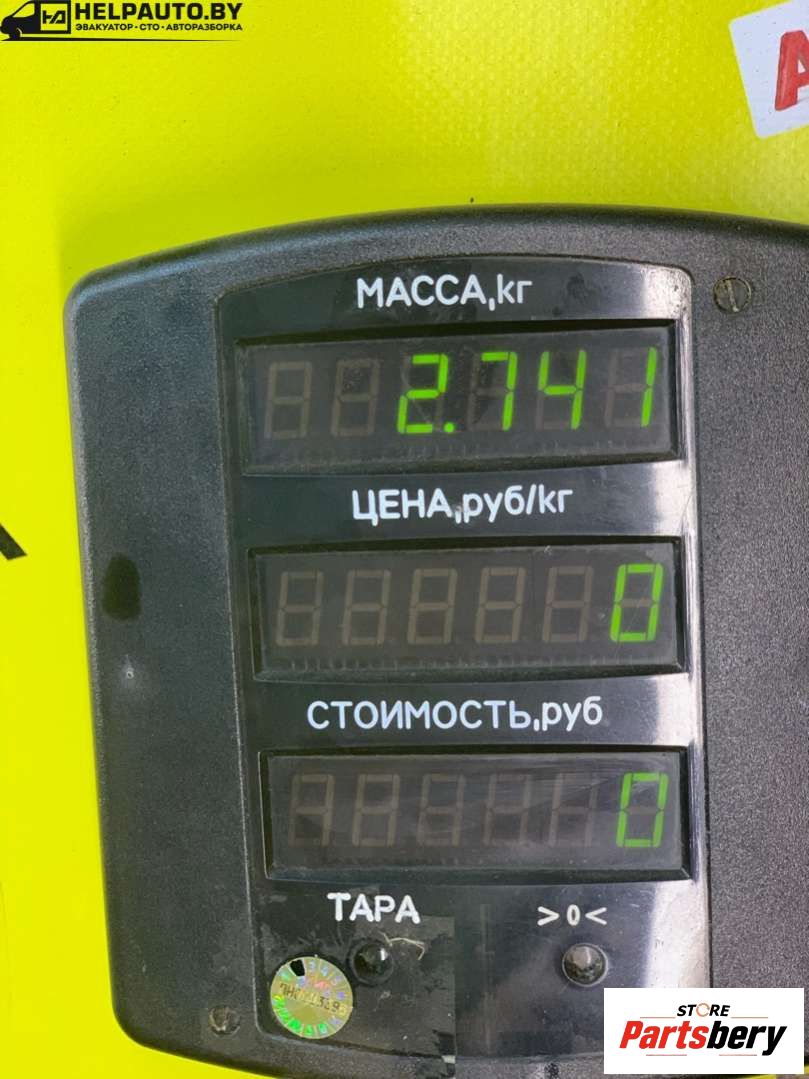 HELPAUTO.BY
ЭВАКУАТОР•СТО•АВТОРАЗБОРКА
МАССА,кг
2.741
ЦЕНА,руб/кг
0
СТОИМОСТЬ,руб
0
ТАРА >0<
STORE
Partsbery